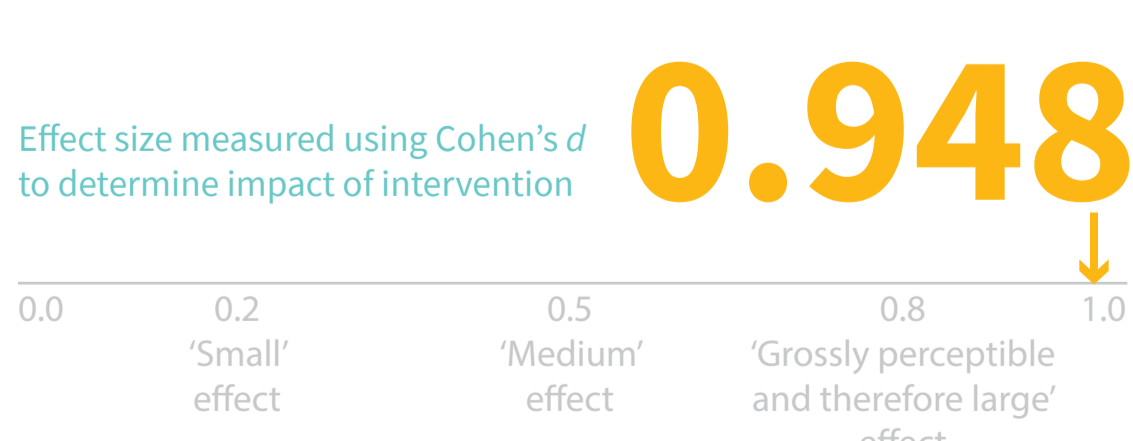 Effect size measured using Cohen’s d
to determine impact of intervention
0.948
0.0 0.2 0.5 0.8 1.0
‘Small’ ‘Medium’ ‘Grossly perceptible
effect effect and therefore large’
effect